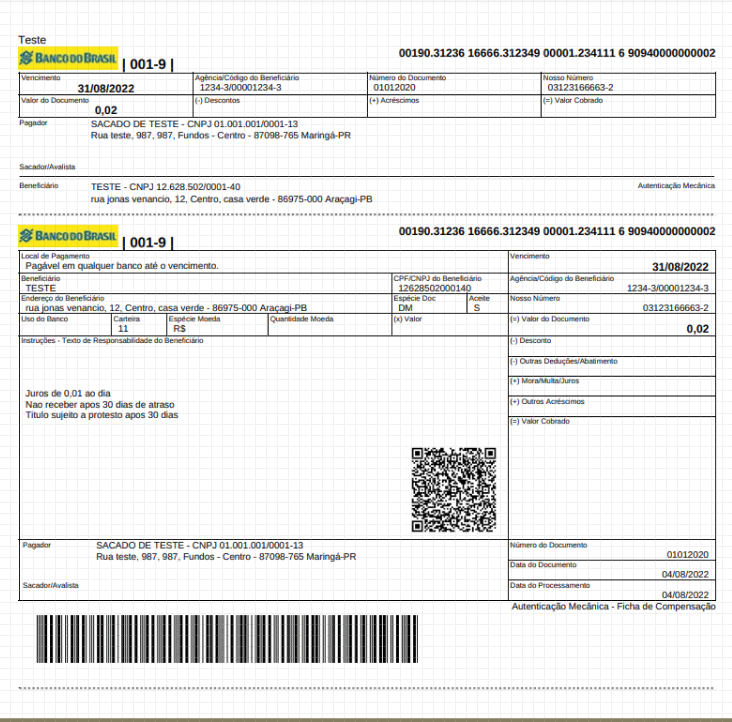 Teste
BANCO DO BRASIL | 001-9 | 00190.31236 16666.312349 00001.234111 6 90940000000002
Vencimento Agência/Código do Beneficiário Número do Documento Nosso Número
31/08/2022 1234-3/00001234-3 01012020 03123166663-2
Valor do Documento (-) Descontos (+) Acréscimos (=) Valor Cobrado
0,02
Pagador SACADO DE TESTE - CNPJ 01.001.001/0001-13
Rua teste, 987, 987, Fundos - Centro - 87098-765 Maringá-PR
Sacador/Avalista
Beneficiário TESTE - CNPJ 12.628.502/0001-40 Autenticação Mecânica
rua jonas venancio, 12, Centro, casa verde - 86975-000 Araçagi-PB
BANCO DO BRASIL | 001-9 | 00190.31236 16666.312349 00001.234111 6 90940000000002
Local de Pagamento Vencimento
Pagável em qualquer banco até o vencimento. 31/08/2022
Beneficiário CPF/CNPJ do Beneficiário Agência/Código do Beneficiário
TESTE 12628502000140 1234-3/00001234-3
Endereço do Beneficiário Espécie Doc Aceite Nosso Número
rua jonas venancio, 12, Centro, casa verde - 86975-000 Araçagi-PB DM S 03123166663-2
Uso do Banco Carteira Espécie Moeda Quantidade Moeda (x) Valor (=) Valor do Documento
11 R$ 0,02
Instruções - Texto de Responsabilidade do Beneficiário (-) Desconto
(-) Outras Deduções/Abatimento
(+) Mora/Multa/Juros
Juros de 0,01 ao dia
Nao receber apos 30 dias de atraso (+) Outros Acréscimos
Titulo sujeito a protesto apos 30 dias
(=) Valor Cobrado
Pagador SACADO DE TESTE - CNPJ 01.001.001/0001-13 Número do Documento
Rua teste, 987, 987, Fundos - Centro - 87098-765 Maringá-PR 01012020
Data do Documento
04/08/2022
Sacador/Avalista Data do Processamento
04/08/2022
Autenticação Mecânica - Ficha de Compensação